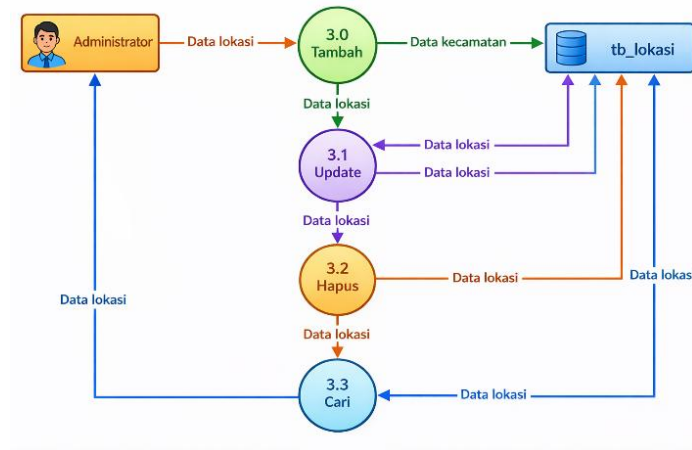 Administrator
Data lokasi
3.0
Tambah
Data kecamatan
tb_lokasi
Data lokasi
Data lokasi
3.1
Update
Data lokasi
Data lokasi
3.2
Hapus
Data lokasi
Data lokasi
Data lokasi
Data lokasi
3.3
Cari
Data lokasi